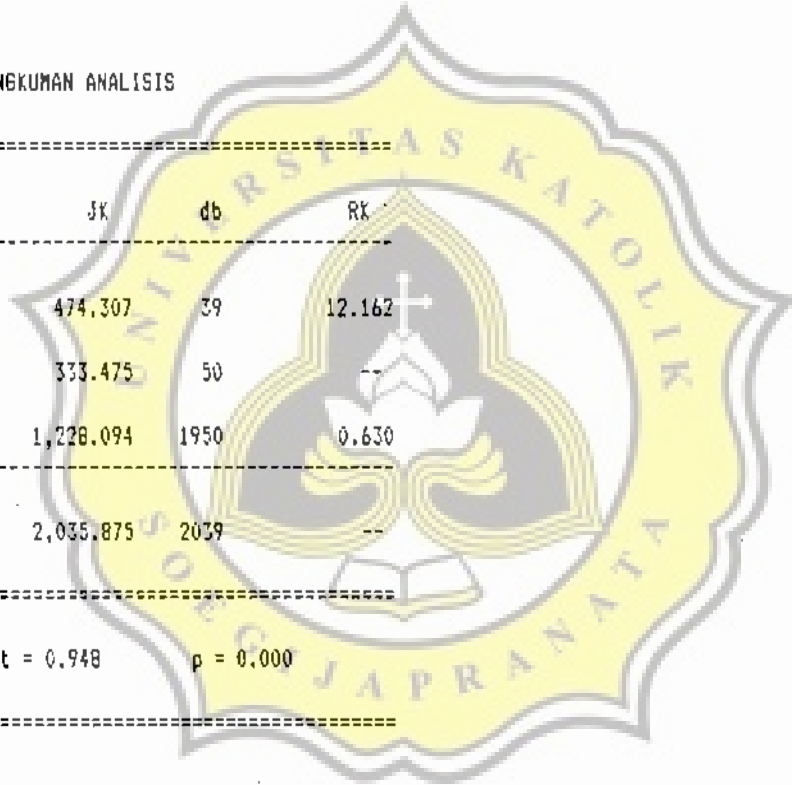 NGKUMAN ANALISIS
==================================
JK db RK
----------------------------------
474.307 39 12.162
333.475 50 --
1,228.094 1950 0.630
----------------------------------
2,035.875 2039 --
==================================
t = 0.948 p = 0.000
==================================
UNIVERSITAS KATOLIK
SOEGIJAPRANATA